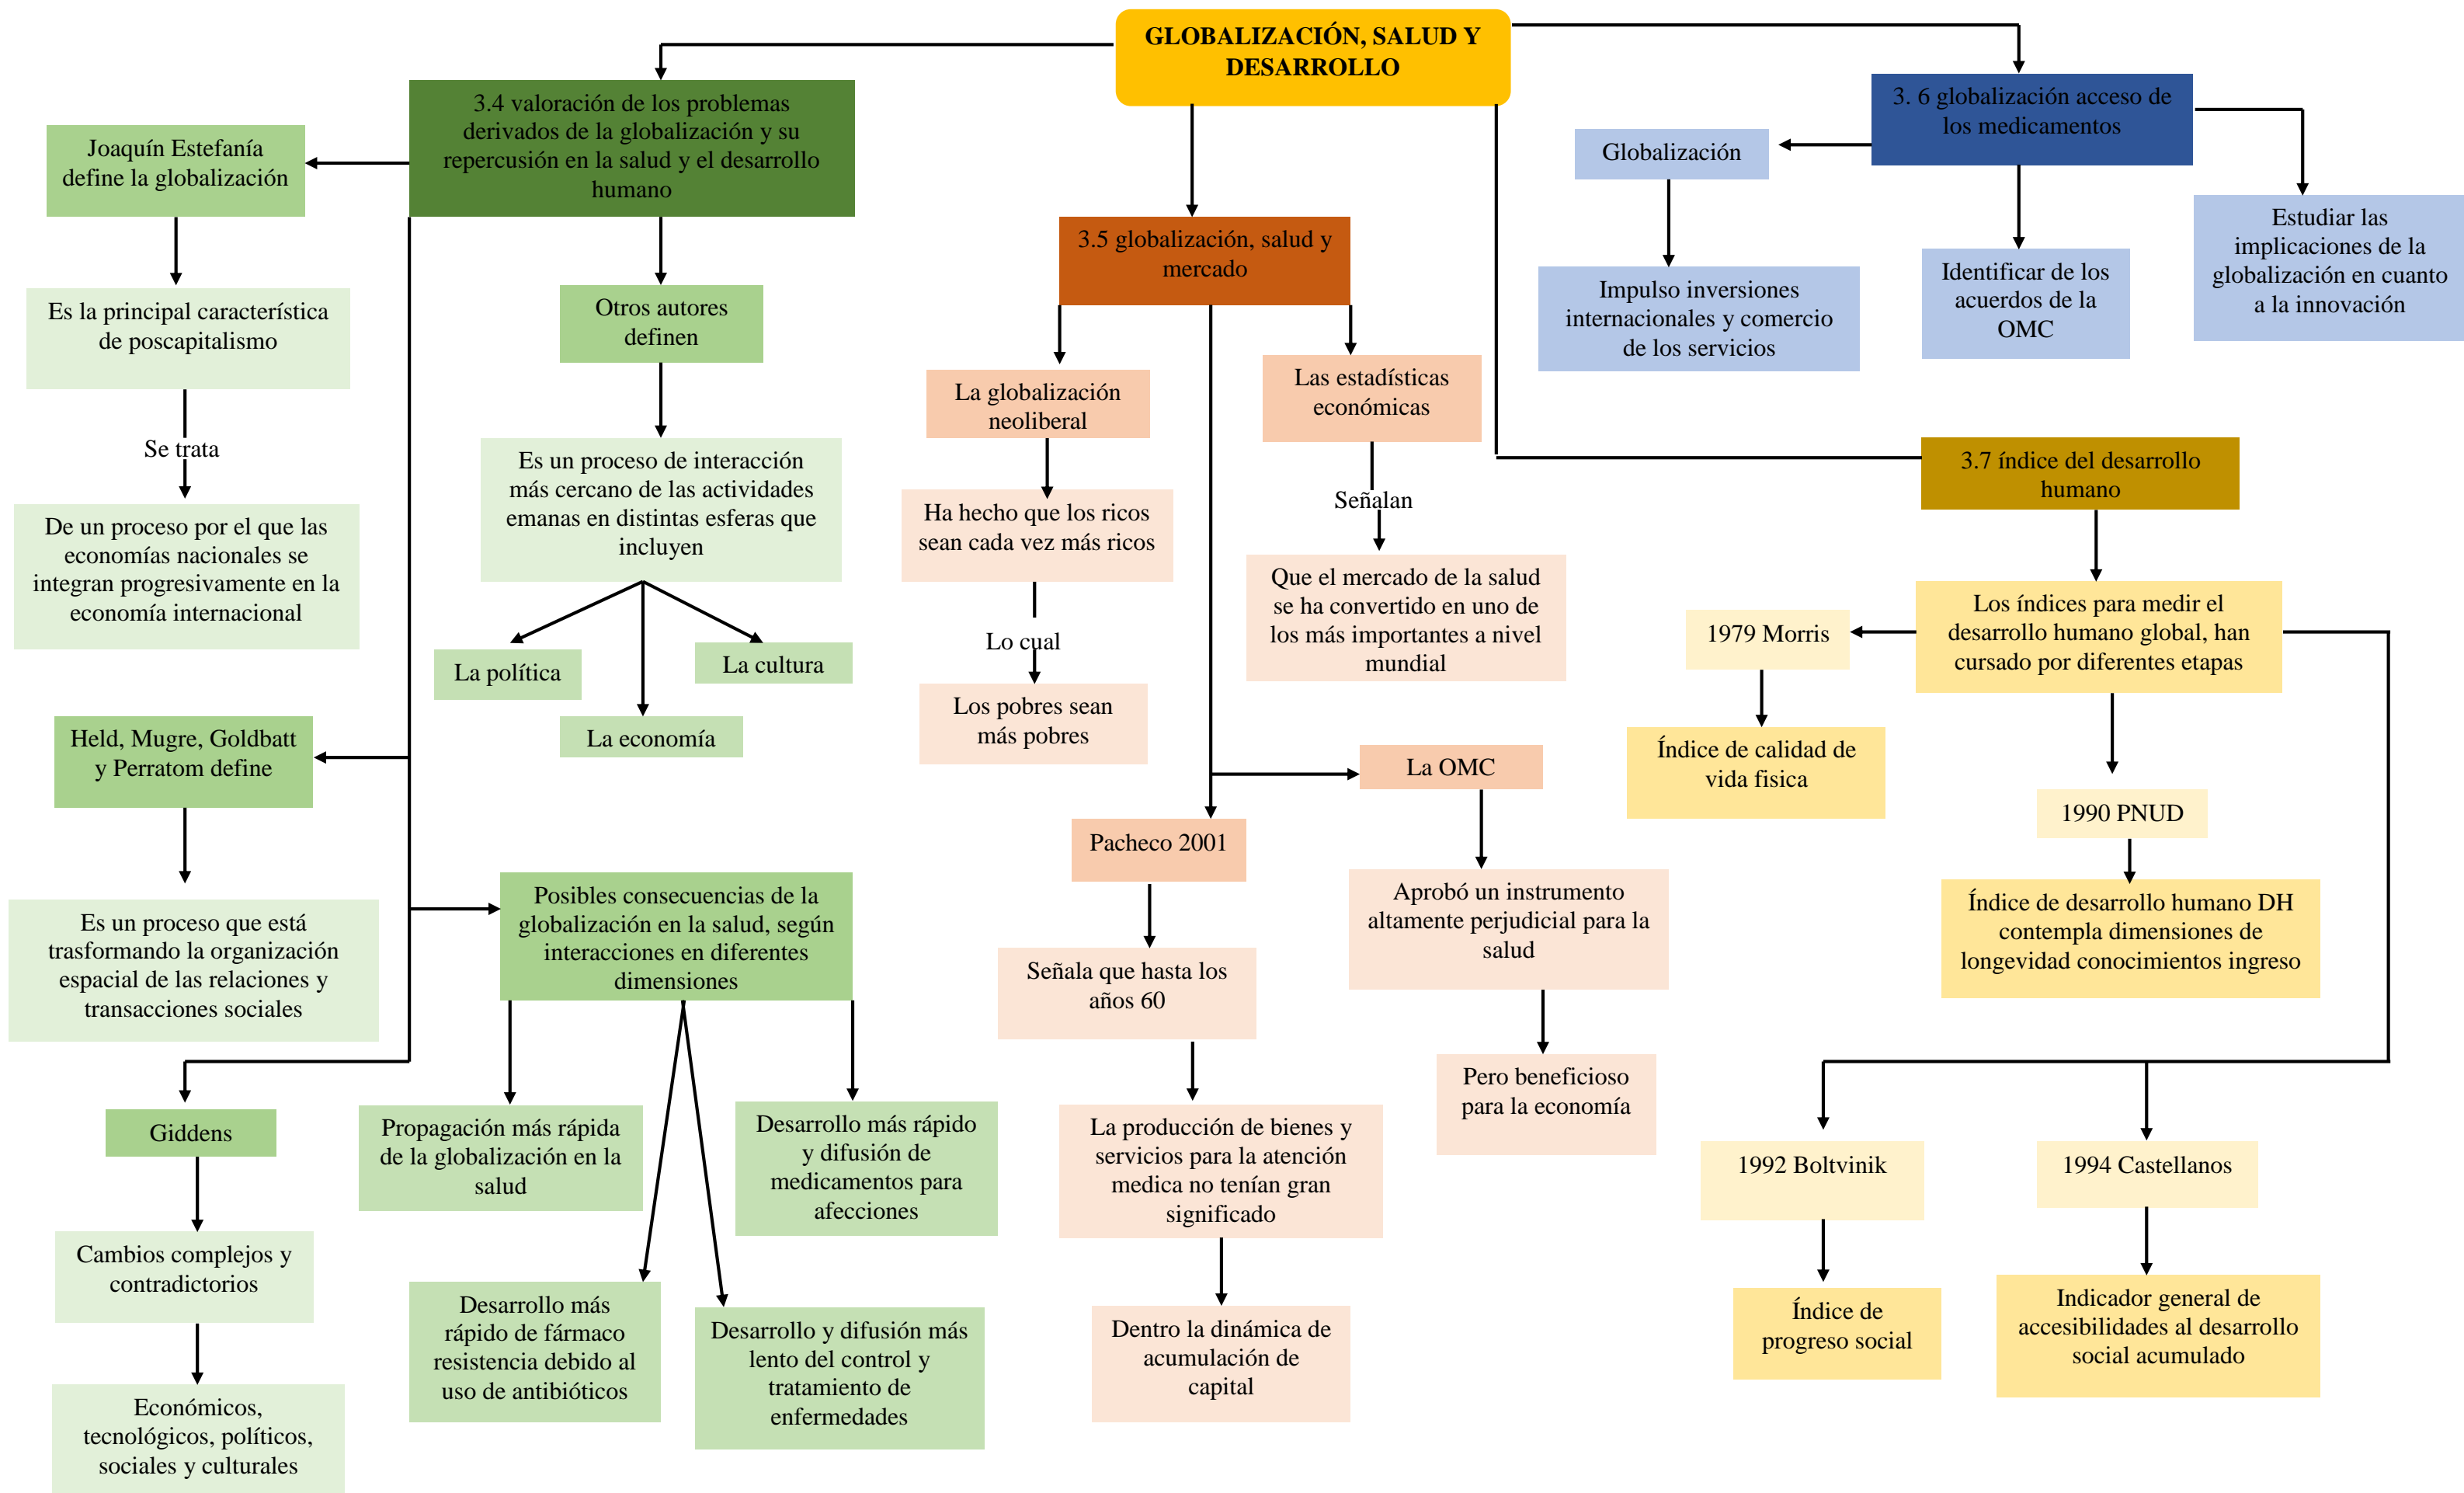 GLOBALIZACIÓN, SALUD Y
DESARROLLO
3.4 valoración de los problemas
derivados de la globalización y su
repercusión en la salud y el desarrollo
humano
Joaquín Estefanía
define la globalización
Es la principal característica
de poscapitalismo
Se trata
De un proceso por el que las
economías nacionales se
integran progresivamente en la
economía internacional
Otros autores
definen
Es un proceso de interacción
más cercano de las actividades
emanas en distintas esferas que
incluyen
La política
La economía
La cultura
Held, Mugre, Goldbatt
y Perratom define
Es un proceso que está
trasformando la organización
espacial de las relaciones y
transacciones sociales
Posibles consecuencias de la
globalización en la salud, según
interacciones en diferentes
dimensiones
Propagación más rápida
de la globalización en la
salud
Desarrollo más
rápido de fármaco
resistencia debido al
uso de antibióticos
Desarrollo y difusión más
lento del control y
tratamiento de
enfermedades
Desarrollo más rápido
y difusión de
medicamentos para
afecciones
Giddens
Cambios complejos y
contradictorios
Económicos,
tecnológicos, políticos,
sociales y culturales
3.5 globalización, salud y
mercado
La globalización
neoliberal
Ha hecho que los ricos
sean cada vez más ricos
Lo cual
Los pobres sean
más pobres
Las estadísticas
económicas
Señalan
Que el mercado de la salud
se ha convertido en uno de
los más importantes a nivel
mundial
La OMC
Aprobó un instrumento
altamente perjudicial para la
salud
Pero beneficioso
para la economía
Pacheco 2001
Señala que hasta los
años 60
La producción de bienes y
servicios para la atención
medica no tenían gran
significado
Dentro la dinámica de
acumulación de
capital
3. 6 globalización acceso de
los medicamentos
Globalización
Impulso inversiones
internacionales y comercio
de los servicios
Identificar de los
acuerdos de la
OMC
Estudiar las
implicaciones de la
globalización en cuanto
a la innovación
3.7 índice del desarrollo
humano
Los índices para medir el
desarrollo humano global, han
cursado por diferentes etapas
1979 Morris
Índice de calidad de
vida fisica
1990 PNUD
Índice de desarrollo humano DH
contempla dimensiones de
longevidad conocimientos ingreso
1992 Boltvinik
Índice de
progreso social
1994 Castellanos
Indicador general de
accesibilidades al desarrollo
social acumulado